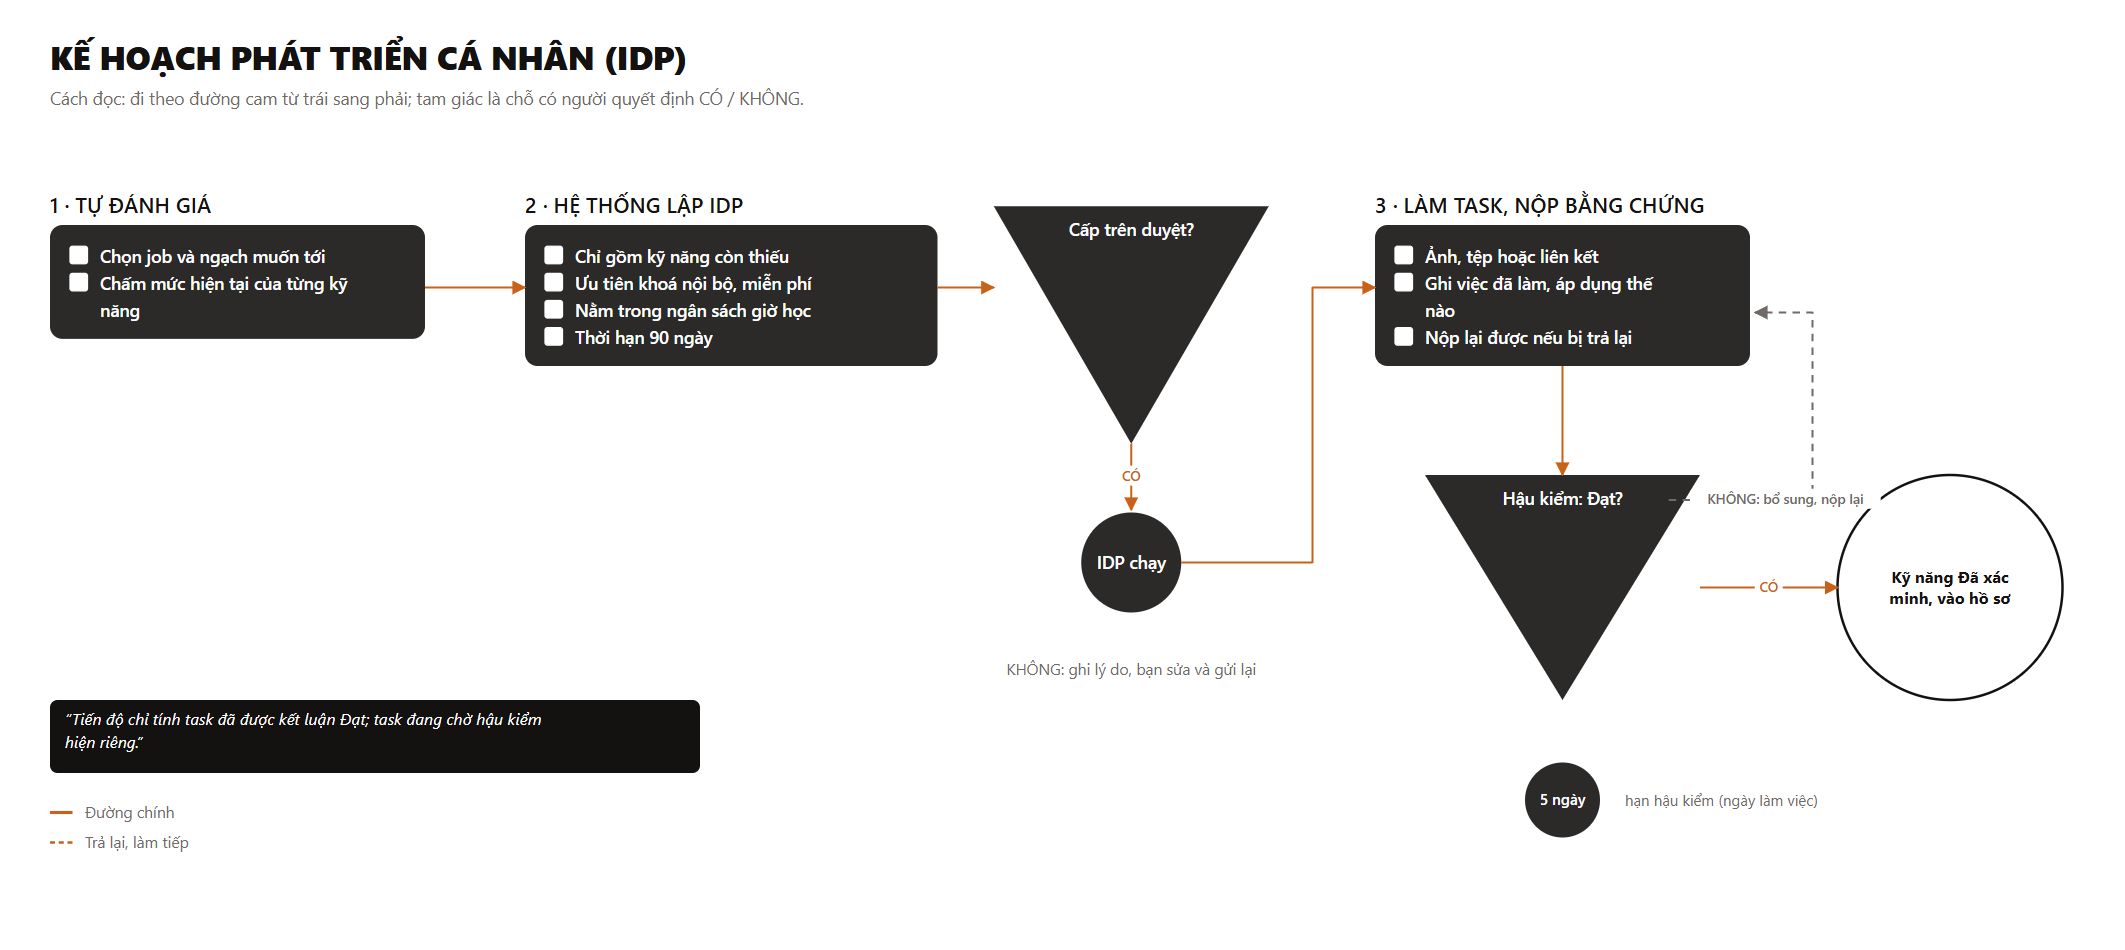 KẾ HOẠCH PHÁT TRIỂN CÁ NHÂN (IDP)
Cách đọc: đi theo đường cam từ trái sang phải; tam giác là chỗ có người quyết định CÓ / KHÔNG.
1 · TỰ ĐÁNH GIÁ
Chọn job và ngạch muốn tới
Chấm mức hiện tại của từng kỹ
năng
2 · HỆ THỐNG LẬP IDP
Chỉ gồm kỹ năng còn thiếu
Ưu tiên khoá nội bộ, miễn phí
Nằm trong ngân sách giờ học
Thời hạn 90 ngày
Cấp trên duyệt?
CÓ
IDP chạy
KHÔNG: ghi lý do, bạn sửa và gửi lại
3 · LÀM TASK, NỘP BẰNG CHỨNG
Ảnh, tệp hoặc liên kết
Ghi việc đã làm, áp dụng thế
nào
Nộp lại được nếu bị trả lại
Hậu kiểm: Đạt?
KHÔNG: bổ sung, nộp lại
CÓ
Kỹ năng Đã xác
minh, vào hồ sơ
5 ngày
hạn hậu kiểm (ngày làm việc)
"Tiến độ chỉ tính task đã được kết luận Đạt; task đang chờ hậu kiểm
hiện riêng."
Đường chính
Trả lại, làm tiếp